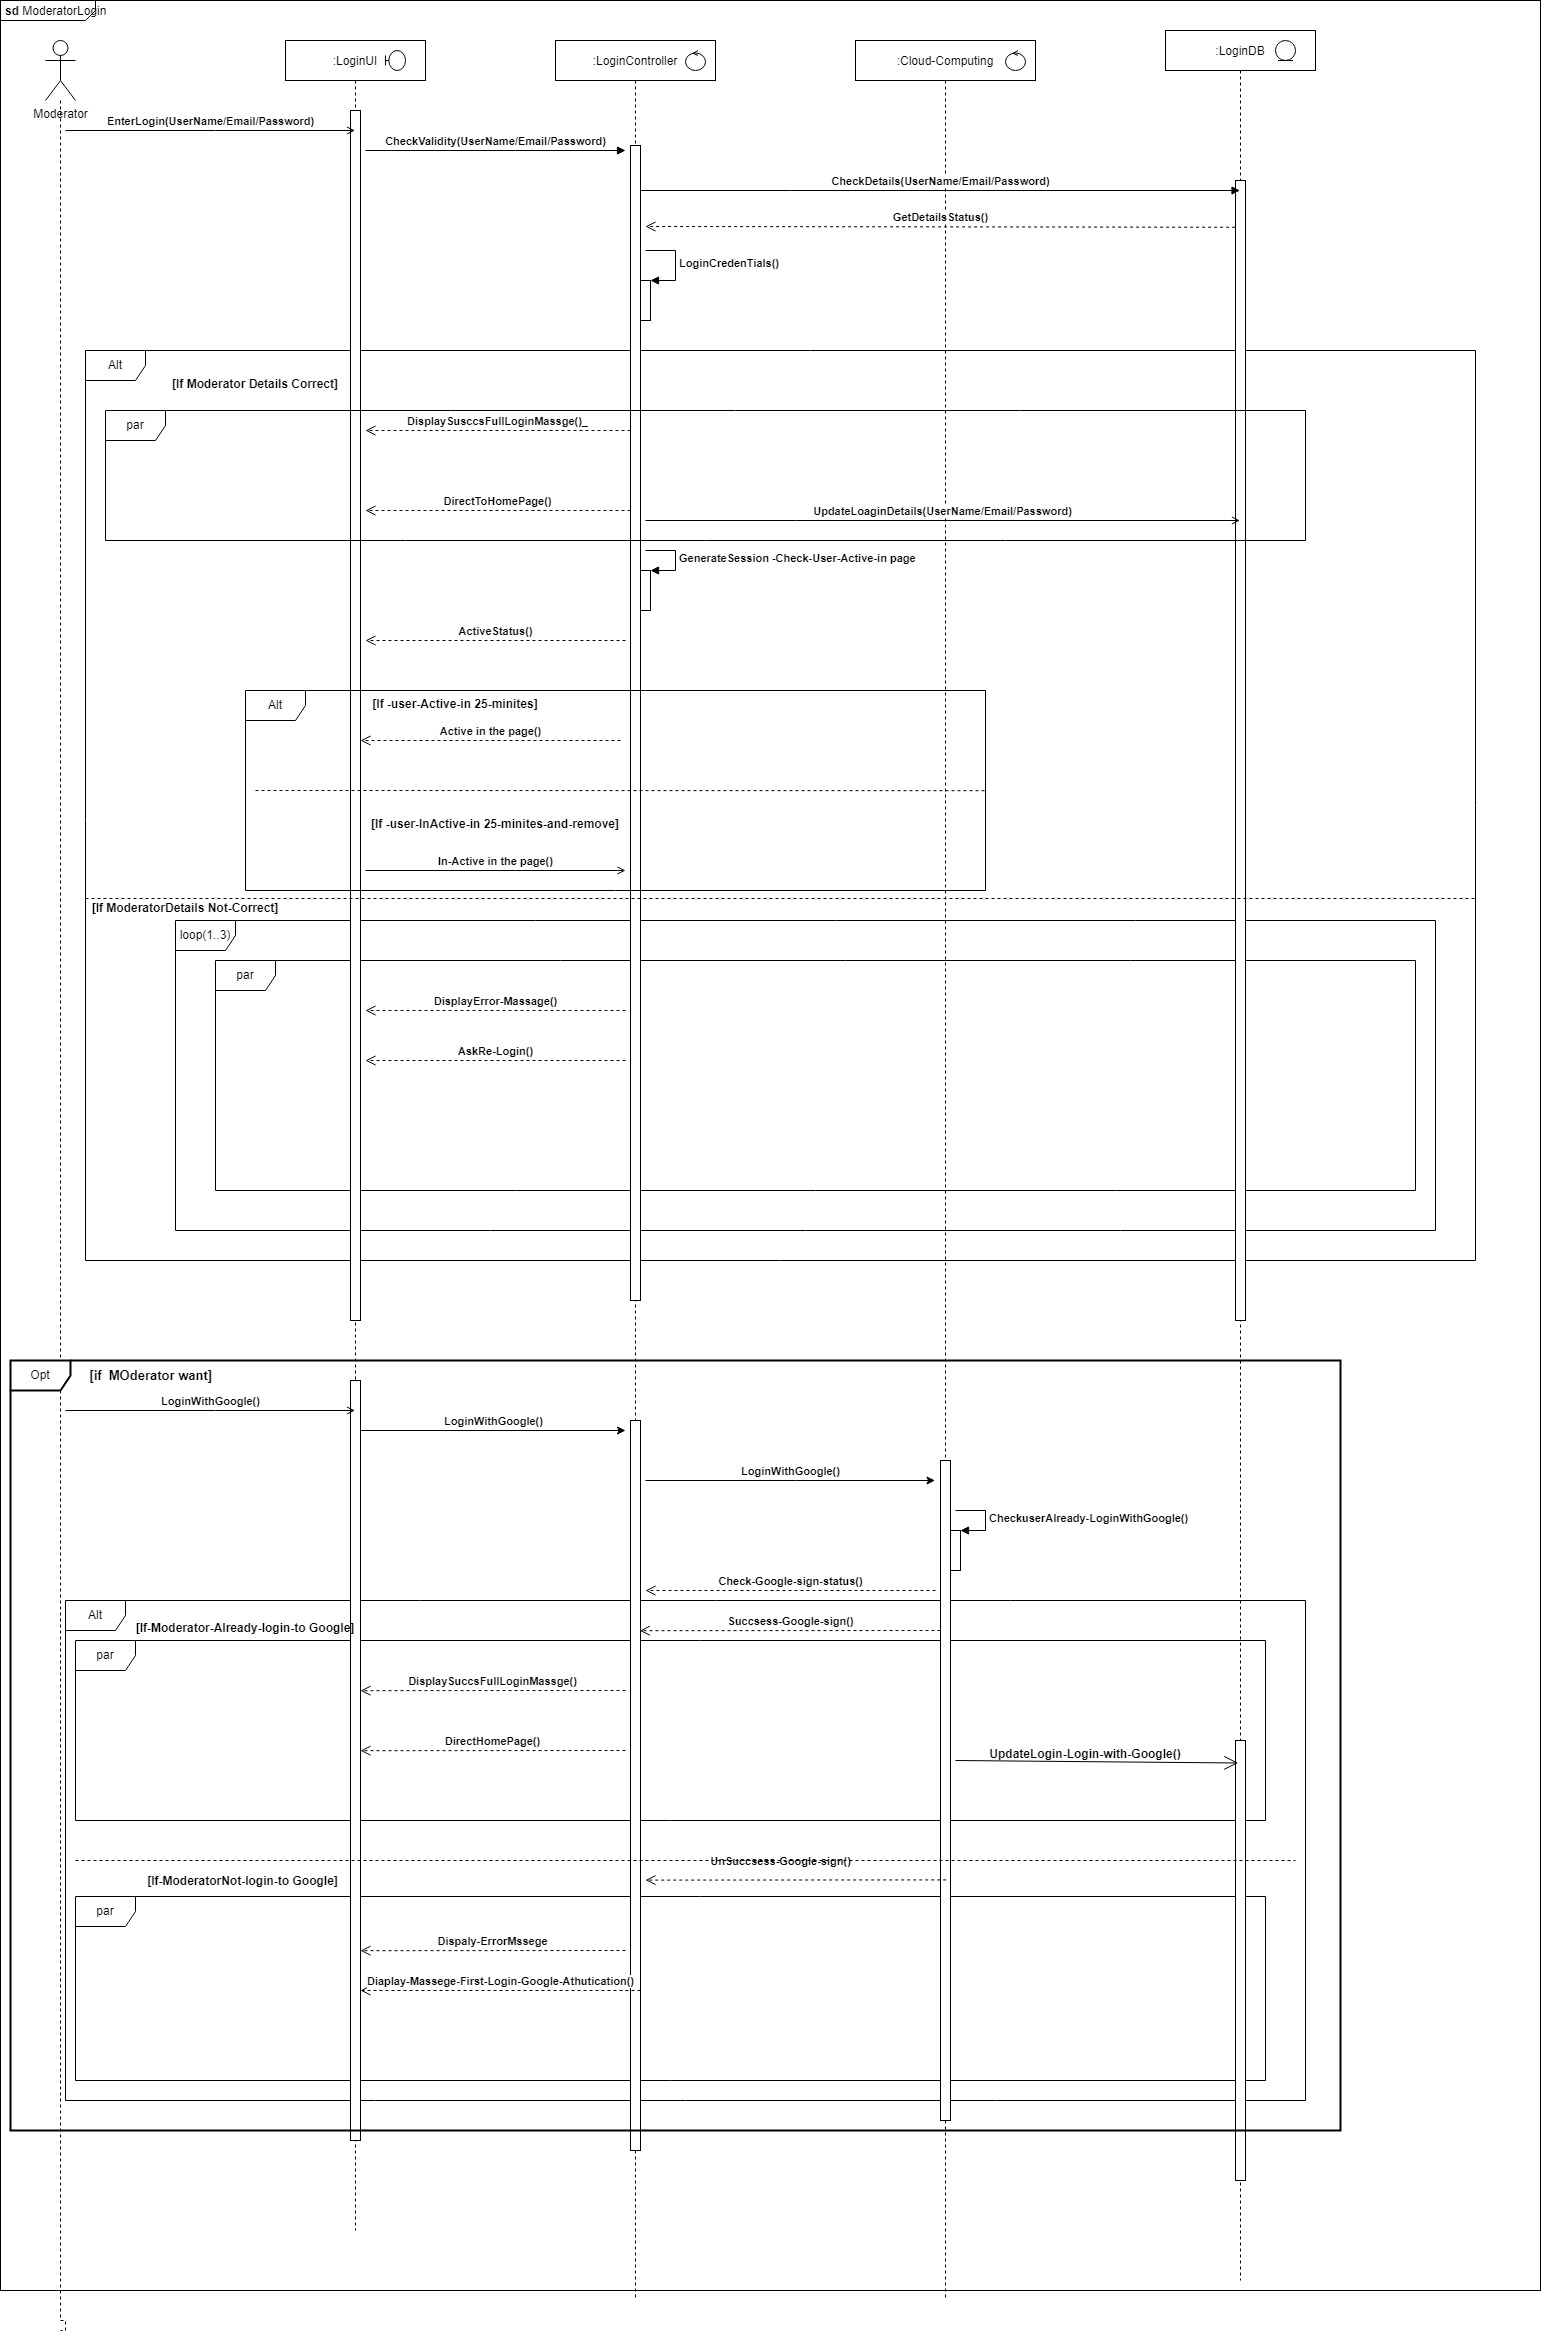 sd ModeratorLogin
:LoginUI
:LoginController
:Cloud-Computing
:LoginDB
Moderator
EnterLogin(UserName/Email/Password)
CheckValidity(UserName/Email/Password)
CheckDetails(UserName/Email/Password)
GetDetailsStatus()
LoginCredenTials()
Alt
[If Moderator Details Correct]
par
DisplaySusccsFullLoginMassge()_
DirectToHomePage()
UpdateLoaginDetails(UserName/Email/Password)
GenerateSession -Check-User-Active-in page
ActiveStatus()
Alt
[If -user-Active-in 25-minites]
Active in the page()
[If -user-InActive-in 25-minites-and-remove]
In-Active in the page()
[If ModeratorDetails Not-Correct]
loop(1..3)
par
DisplayError-Massage()
AskRe-Login()
Opt
[if  MOderator want]
LoginWithGoogle()
LoginWithGoogle()
LoginWithGoogle()
CheckuserAlready-LoginWithGoogle()
Check-Google-sign-status()
Alt
[If-Moderator-Already-login-to Google]
Succsess-Google-sign()
par
DisplaySuccsFullLoginMassge()
DirectHomePage()
UpdateLogin-Login-with-Google()
UnSuccsess-Google-sign()
[If-ModeratorNot-login-to Google]
par
Dispaly-ErrorMssege
Diaplay-Massege-First-Login-Google-Athutication()